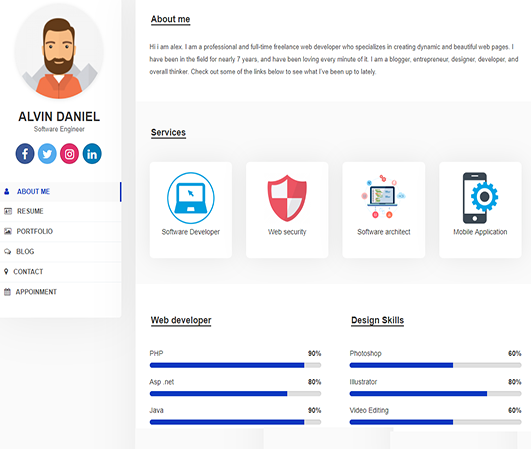 ALVIN DANIEL
Software Engineer
ABOUT ME
RESUME
PORTFOLIO
BLOG
CONTACT
APPOINMENT
About me
Hi i am alex. I am a professional and full-time freelance web developer who specializes in creating dynamic and beautiful web pages. I
have been in the field for nearly 7 years, and have been loving every minute of it. I am a blogger, entrepreneur, designer, developer, and
overall thinker. Check out some of the links below to see what I've been up to lately.
Services
Software Developer
Web security
Software architect
Mobile Application
Web developer
PHP 90%
Asp .net 80%
Java 90%
Design Skills
Photoshop 60%
Illustrator 80%
Video Editing 60%